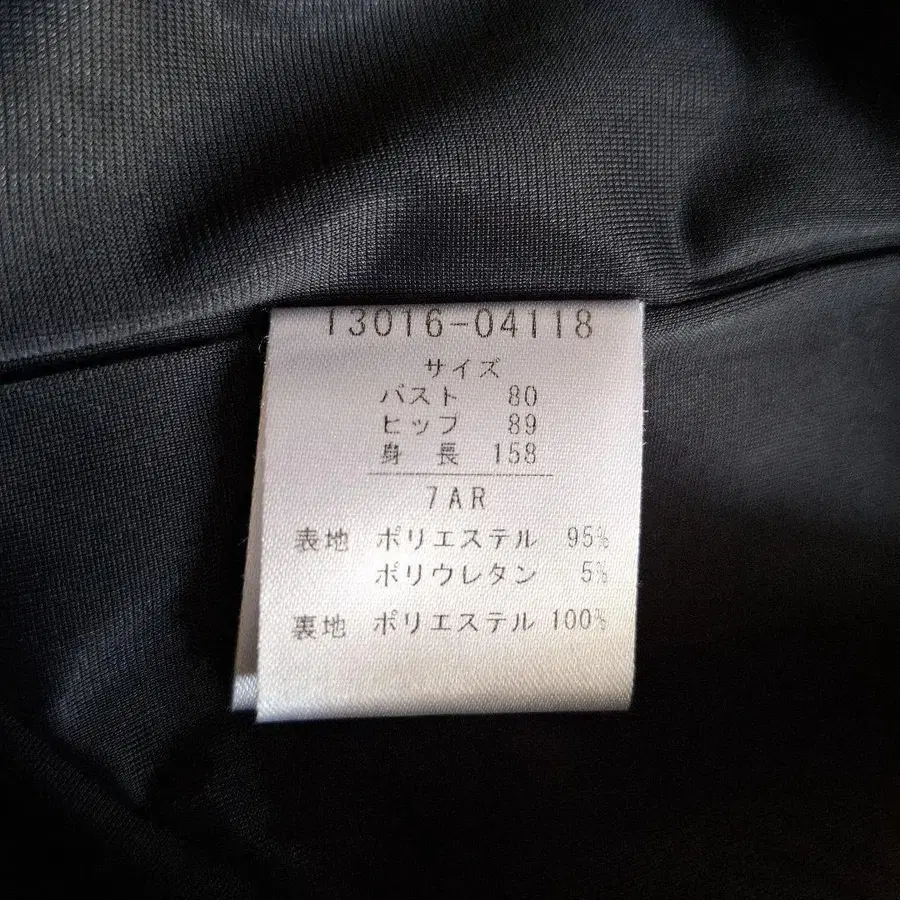 13016-04118
サイズ
バスト 80
ヒップ 89
身長 158
7AR
表地 ポリエステル 95%
ポリウレタン 5%
裏地 ポリエステル 100%